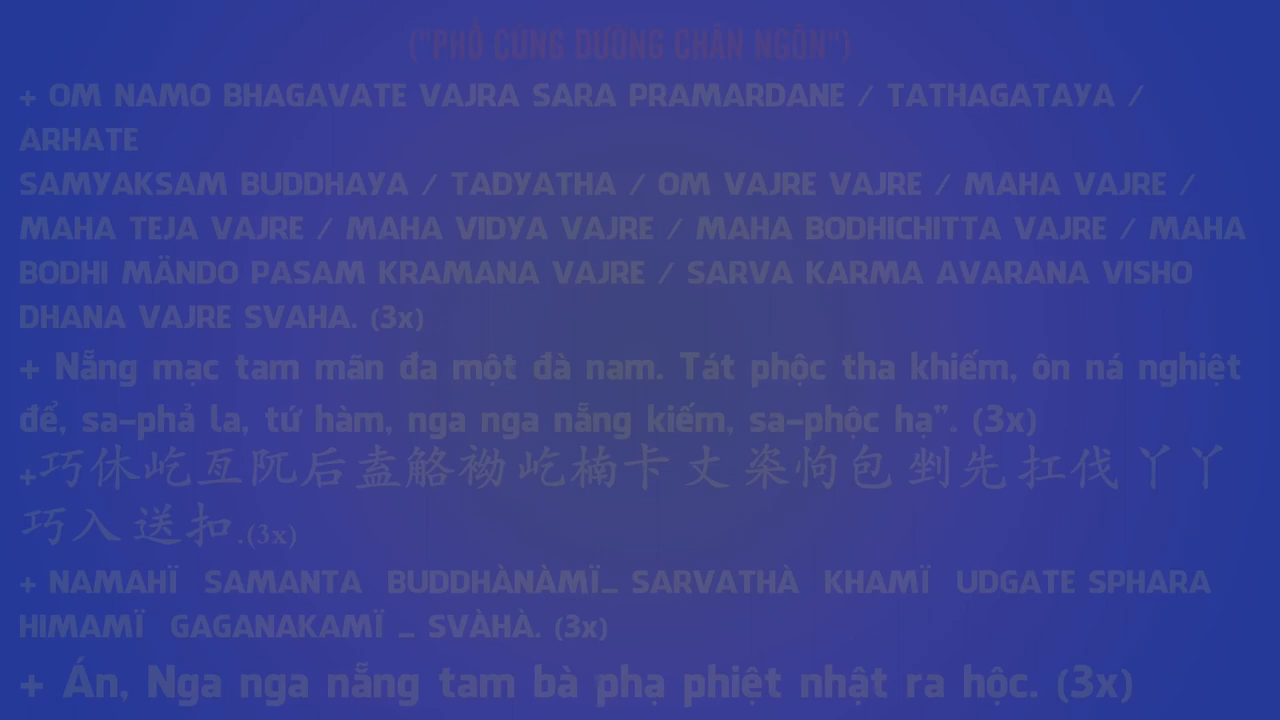 ("PHỔ CÚNG DƯỜNG CHÂN NGÔN")
+ OM NAMO BHAGAVATE VAJRA SARA PRAMARDANE / TATHAGATAYA /
ARHATE
SAMYAKSAM BUDDHAYA / TADYATHA / OM VAJRE VAJRE / MAHA VAJRE /
MAHA TEJA VAJRE / MAHA VIDYA VAJRE / MAHA BODHICHITTA VAJRE / MAHA
BODHI MÄNDO PASAM KRAMANA VAJRE / SARVA KARMA AVARANA VISHO
DHANA VAJRE SVAHA. (3x)
+ Nẵng mạc tam mãn đa một đà nam. Tát phộc tha khiếm, ôn ná nghiệt
để, sa-phả la, tứ hàm, nga nga nẵng kiếm, sa-phộc hạ”. (3x)
+巧休屹亙阮后盍觡裑屹楠卡丈桼怐包剉先扛伐丫丫
巧入送扣.(3x)
+ NAMAHÏ SAMANTA BUDDHÀNÀMÏ_ SARVATHÀ KHAMÏ UDGATE SPHARA
HIMAMÏ GAGANAKAMÏ _ SVÀHÀ. (3x)
+ Án, Nga nga nẵng tam bà phạ phiệt nhật ra hộc. (3x)